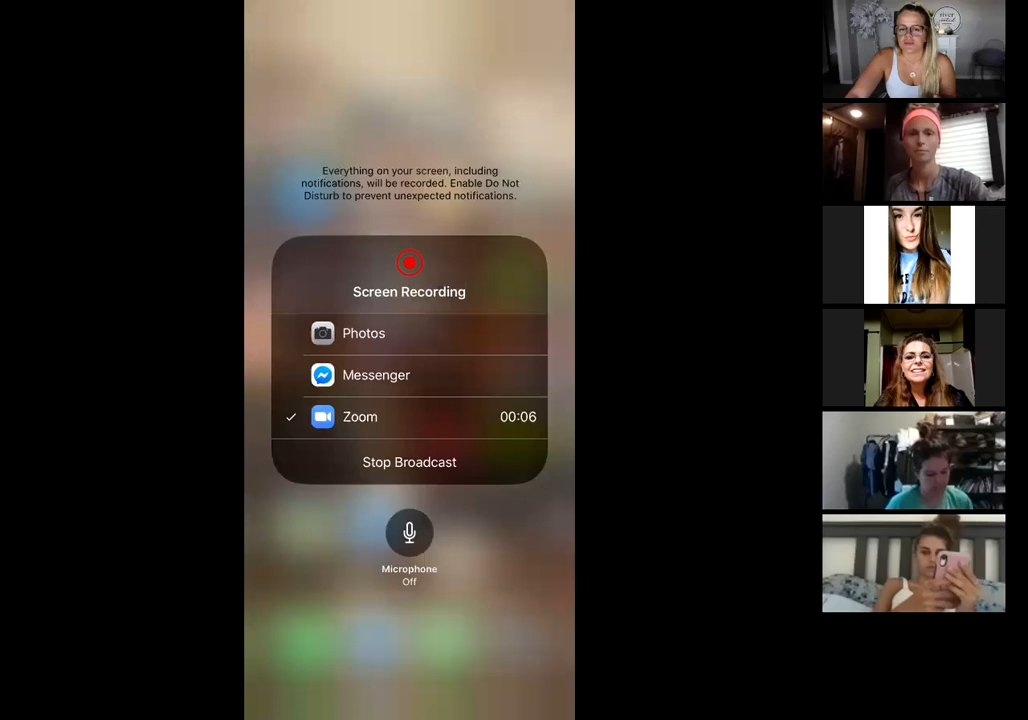 Everything on your screen, including
notifications, will be recorded. Enable Do Not
Disturb to prevent unexpected notifications.
Screen Recording
Photos
Messenger
Zoom 00:06
Stop Broadcast
Microphone
Off